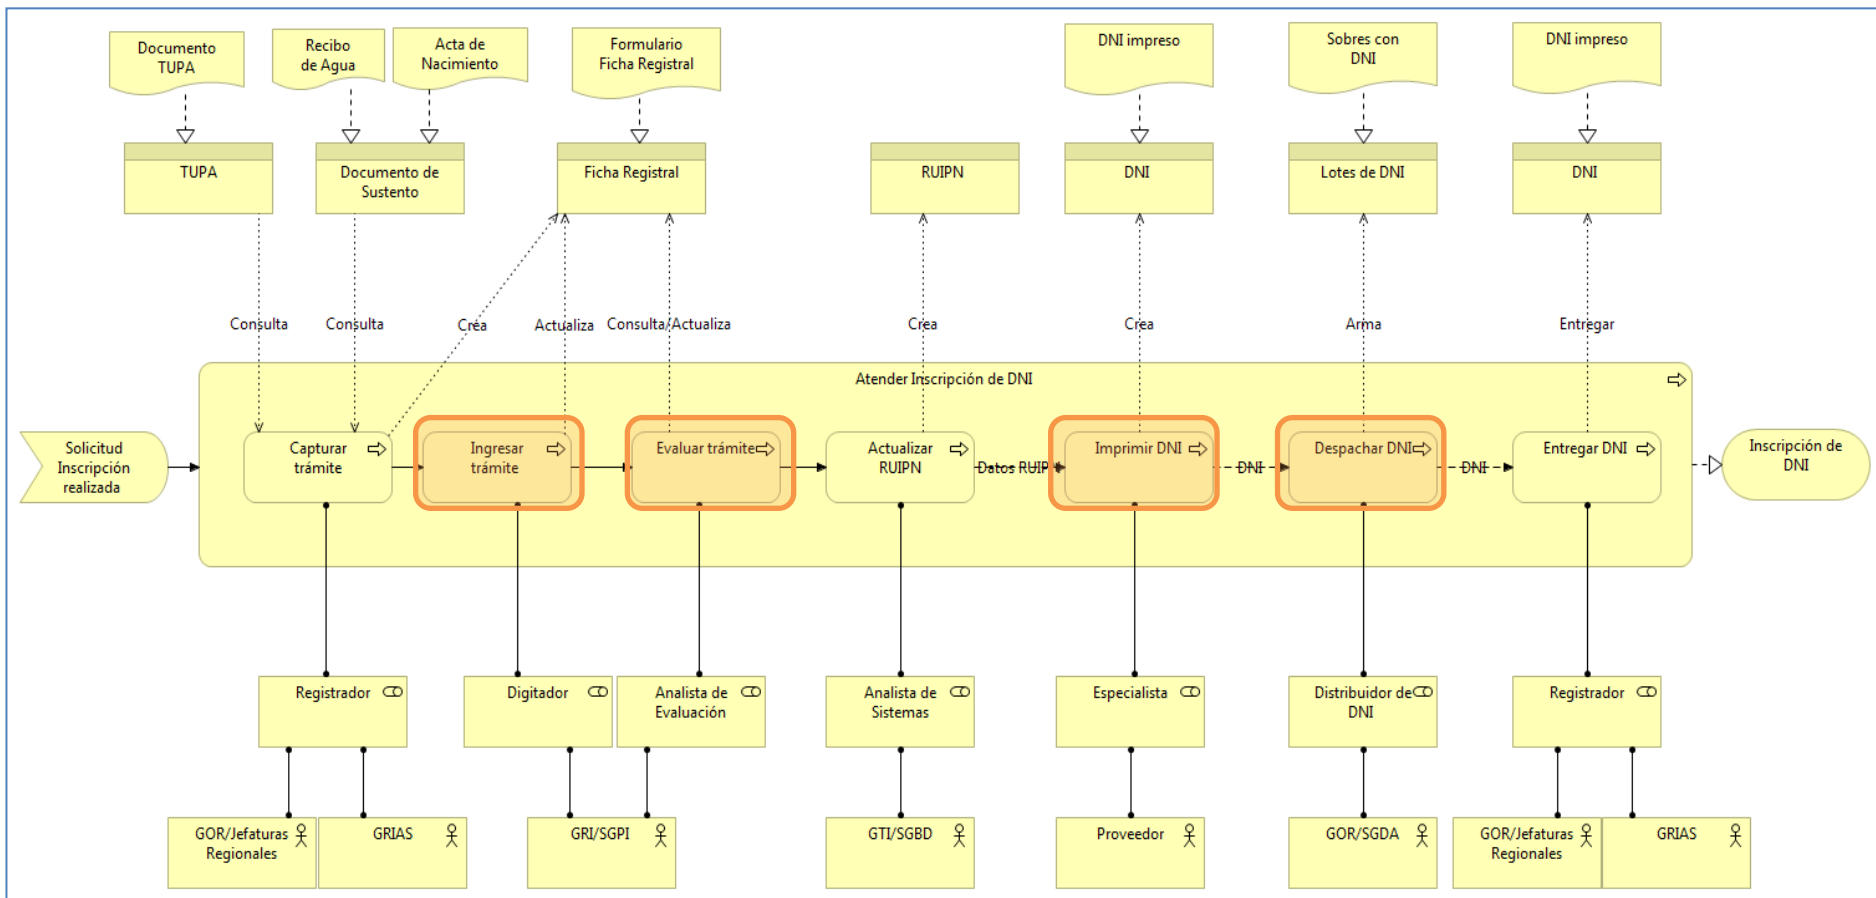 Documento
TUPA
Recibo
de Agua
Acta de
Nacimiento
Formulario
Ficha Registral
DNI impreso
Sobres con
DNI
DNI impreso
TUPA
Documento de
Sustento
Ficha Registral
RUIPN
DNI
Lotes de DNI
DNI
Consulta
Consulta
Crea
Actualiza
Consulta/Actualiza
Crea
Crea
Arma
Entregar
Atender Inscripción de DNI
Solicitud
Inscripción
realizada
Capturar
trámite
Ingresar
trámite
Evaluar trámite
Actualizar
RUIPN
Datos RUIP
Imprimir DNI
DNI
Despachar DNI
DNI
Entregar DNI
Inscripción de
DNI
Registrador
Digitador
Analista de
Evaluación
Analista de
Sistemas
Especialista
Distribuidor de
DNI
Registrador
GOR/Jefaturas
Regionales
GRIAS
GRI/SGPI
GTI/SGBD
Proveedor
GOR/SGDA
GOR/Jefaturas
Regionales
GRIAS